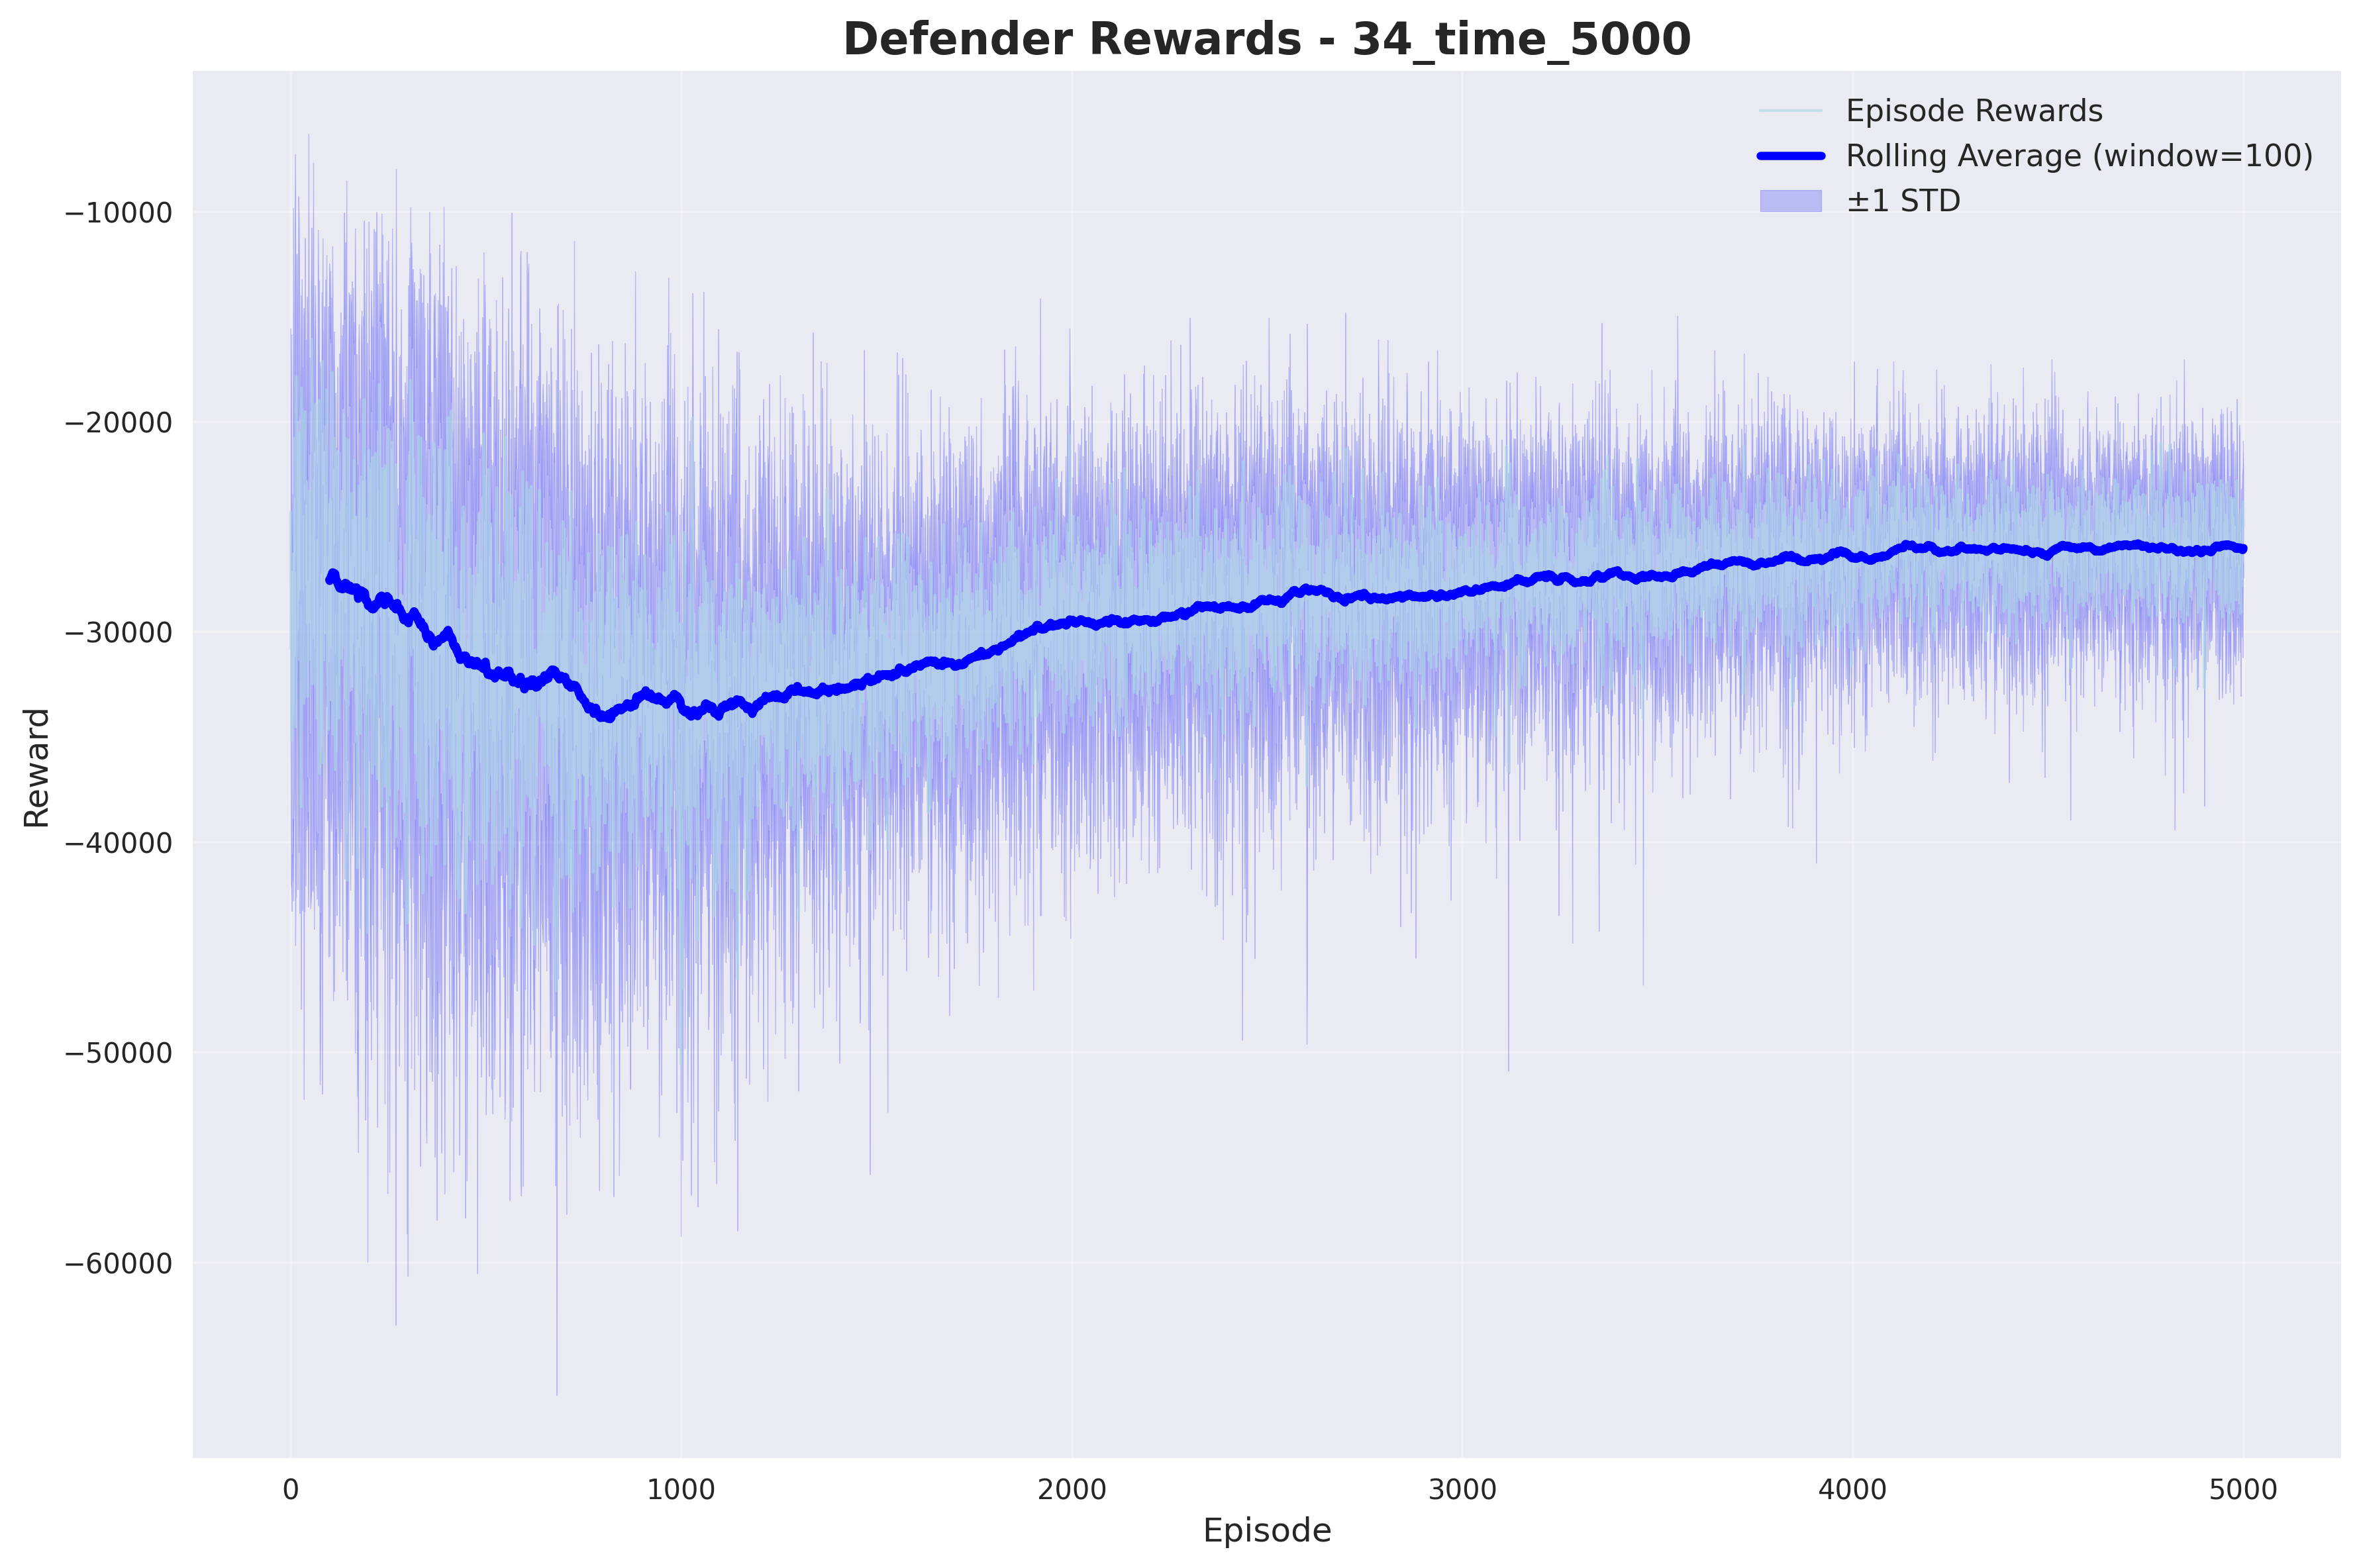 Defender Rewards - 34_time_5000
Episode Rewards
Rolling Average (window=100)
±1 STD
−10000
−20000
−30000
−40000
−50000
−60000
Reward
0
1000
2000
3000
4000
5000
Episode